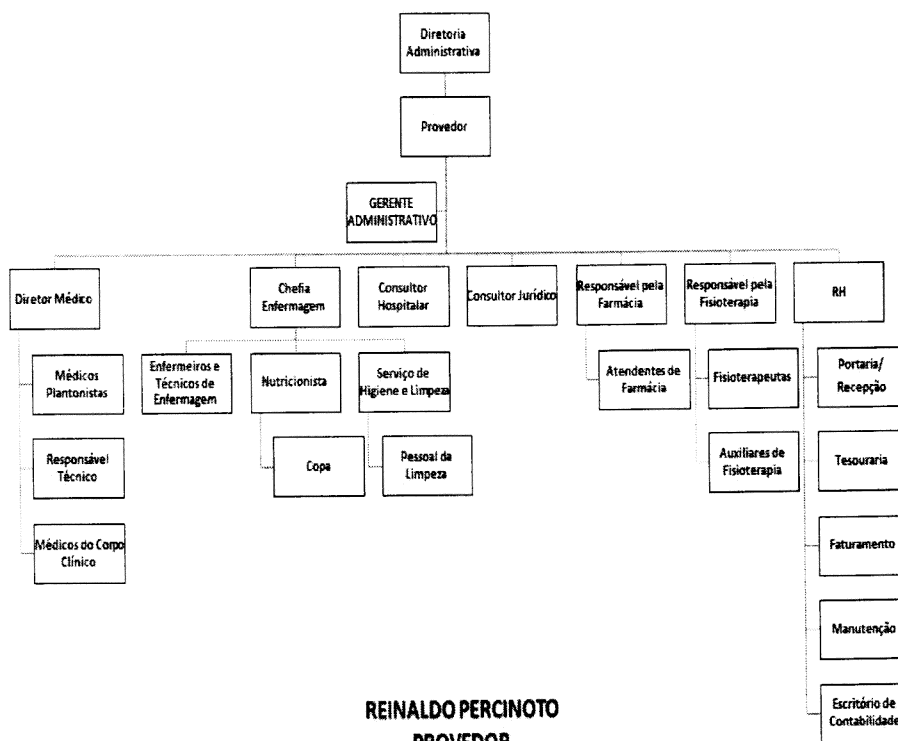 Diretoria
Administrativa
Provedor
GERENTE
ADMINISTRATIVO
Diretor Médico
Chefia
Enfermagem
Consultor
Hospitalar
Consultor Jurídico
Responsável pela
Farmácia
Responsável pela
Fisioterapia
RH
Médicos
Plantonistas
Enfermeiros e
Técnicos de
Enfermagem
Nutricionista
Serviço de
Higiene e Limpeza
Atendentes de
Farmácia
Fisioterapeutas
Portaria/
Recepção
Responsável
Técnico
Copa
Pessoal da
Limpeza
Auxiliares de
Fisioterapia
Tesouraria
Médicos do Corpo
Clínico
Faturamento
Manutenção
Escritório de
Contabilidade
REINALDO PERCINOTO
PROVEDOR